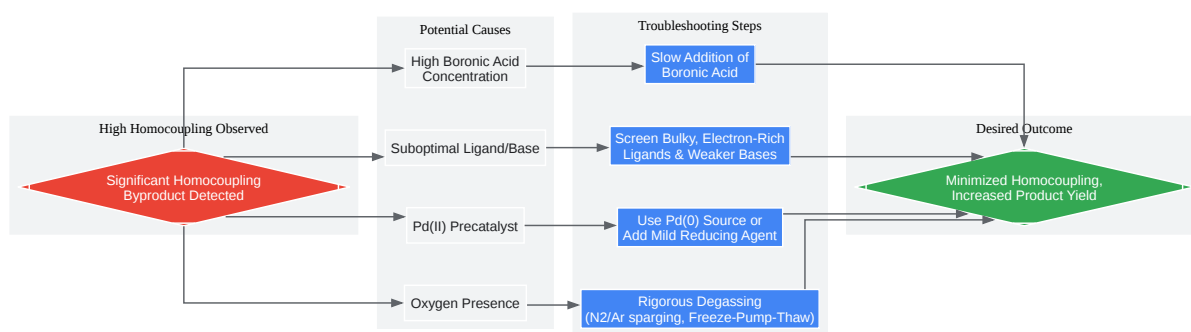 High Homocoupling Observed
Significant Homocoupling
Byproduct Detected
Potential Causes
High Boronic Acid
Concentration
Suboptimal Ligand/Base
Pd(II) Precatalyst
Oxygen Presence
Troubleshooting Steps
Slow Addition of
Boronic Acid
Screen Bulky, Electron-Rich
Ligands & Weaker Bases
Use Pd(0) Source or
Add Mild Reducing Agent
Rigorous Degassing
(N2/Ar sparging, Freeze-Pump-Thaw)
Desired Outcome
Minimized Homocoupling,
Increased Product Yield